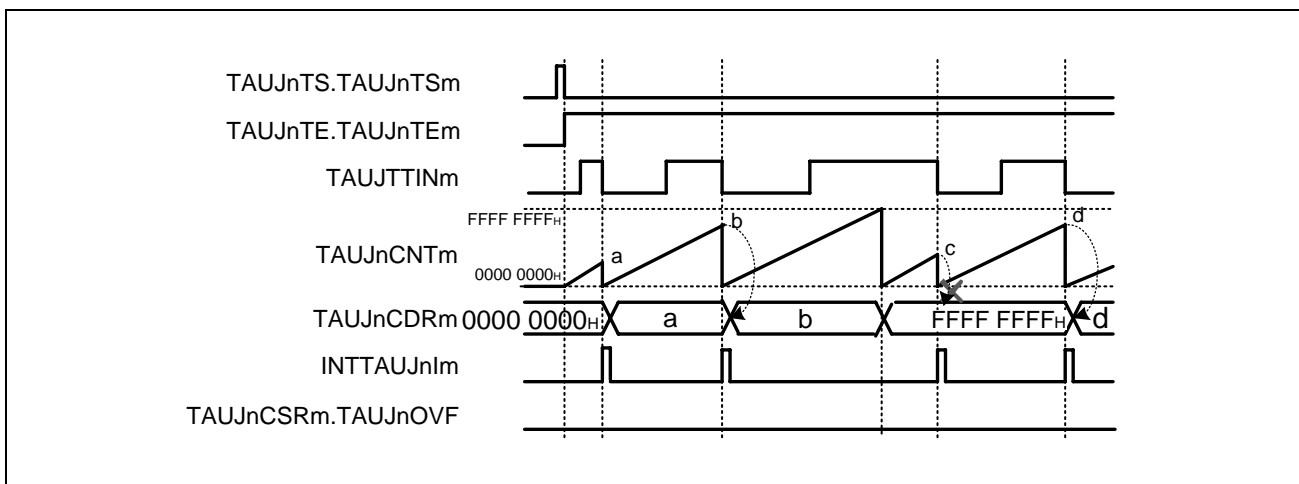 TAUJnTS.TAUJnTSm
TAUJnTE.TAUJnTEm
TAUJTTINm
FFFF FFFFH
b
d
TAUJnCNTm
a
c
0000 0000H
TAUJnCDRm 0000 0000H a b FFFF FFFFH d
INTTAUJnIm
TAUJnCSRm.TAUJnOVF